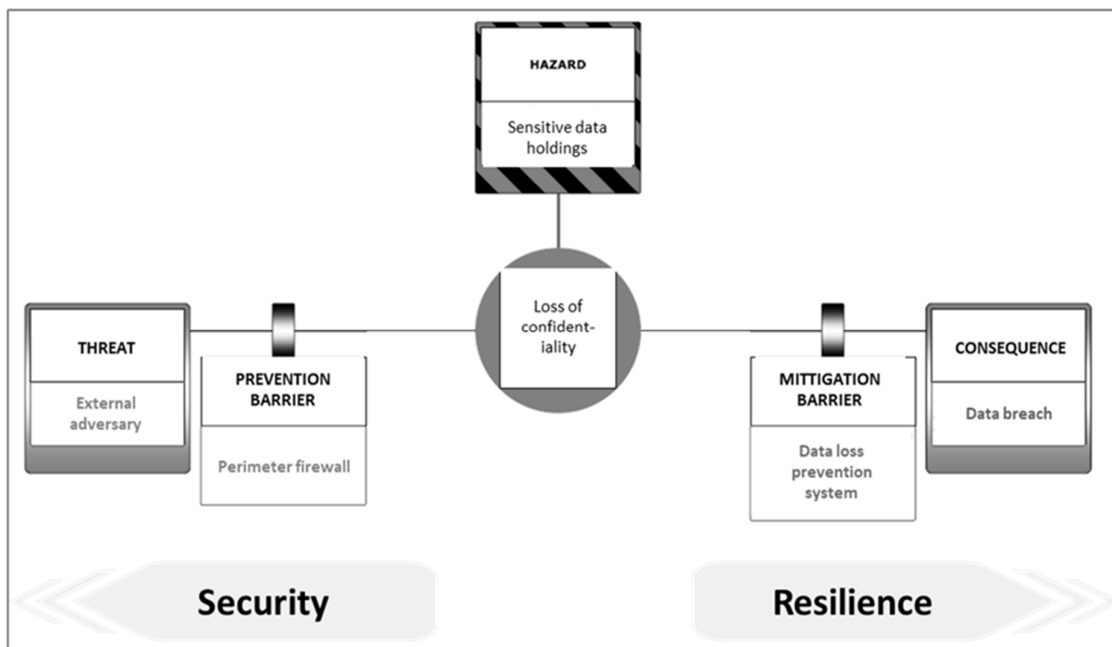 HAZARD
Sensitive data
holdings
Loss of
confident-
iality
THREAT
External
adversary
PREVENTION
BARRIER
Perimeter firewall
MITTIGATION
BARRIER
Data loss
prevention
system
CONSEQUENCE
Data breach
Security
Resilience